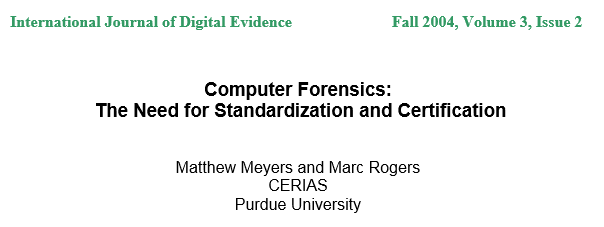 International Journal of Digital Evidence Fall 2004, Volume 3, Issue 2
Computer Forensics:
The Need for Standardization and Certification
Matthew Meyers and Marc Rogers
CERIAS
Purdue University